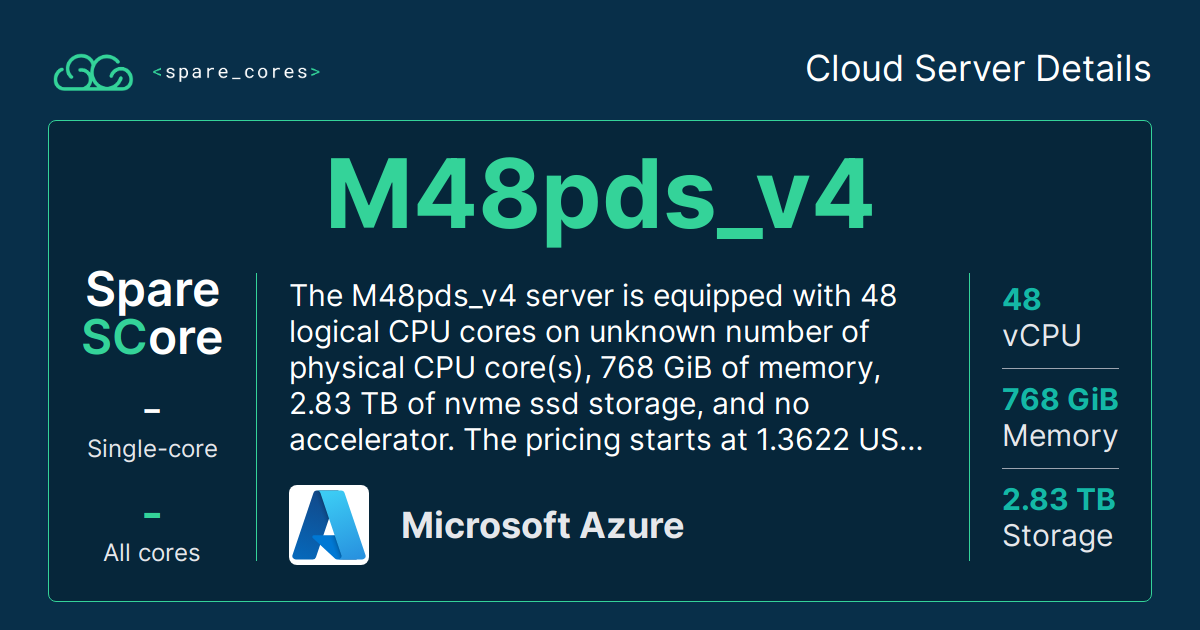 <spare_cores>
Cloud Server Details
M48pds_v4
Spare
SCore
–
Single-core
–
All cores
The M48pds_v4 server is equipped with 48
logical CPU cores on unknown number of
physical CPU core(s), 768 GiB of memory,
2.83 TB of nvme ssd storage, and no
accelerator. The pricing starts at 1.3622 US...
Microsoft Azure
48
vCPU
768 GiB
Memory
2.83 TB
Storage